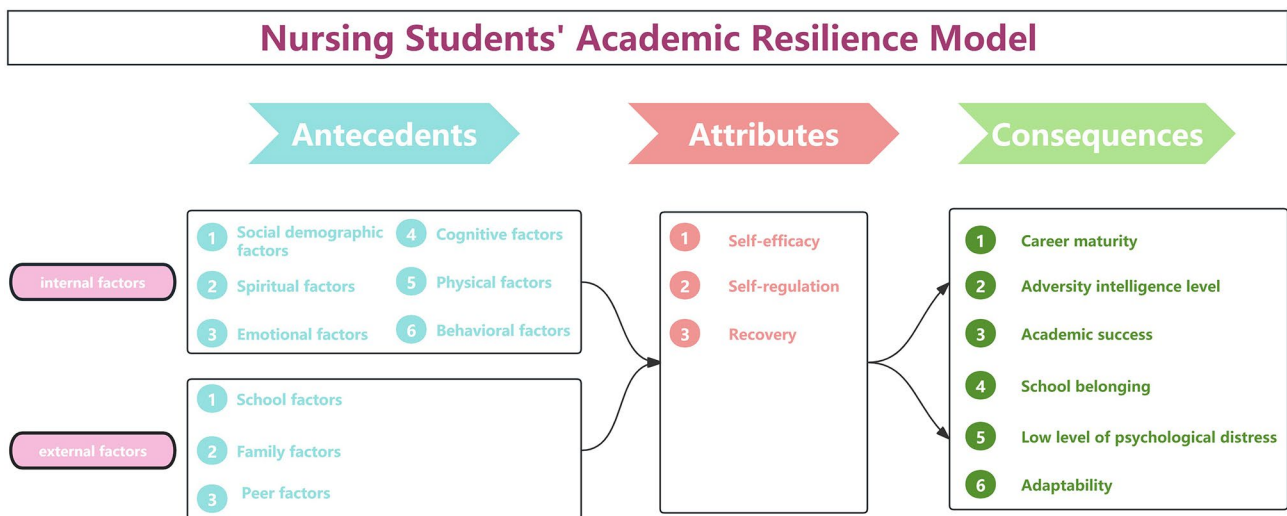 Nursing Students' Academic Resilience Model
Antecedents
Attributes
Consequences
internal factors
1 Social demographic
factors
2 Spiritual factors
3 Emotional factors
4 Cognitive factors
5 Physical factors
6 Behavioral factors
external factors
1 School factors
2 Family factors
3 Peer factors
1 Self-efficacy
2 Self-regulation
3 Recovery
1 Career maturity
2 Adversity intelligence level
3 Academic success
4 School belonging
5 Low level of psychological distress
6 Adaptability